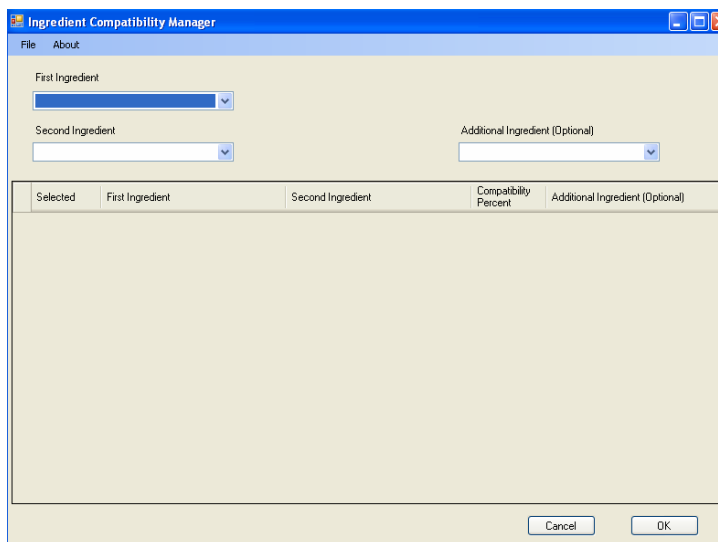 Ingredient Compatibility Manager
File About
First Ingredient
Second Ingredient Additional Ingredient (Optional)
Selected First Ingredient Second Ingredient Compatibility Percent Additional Ingredient (Optional)
Cancel OK